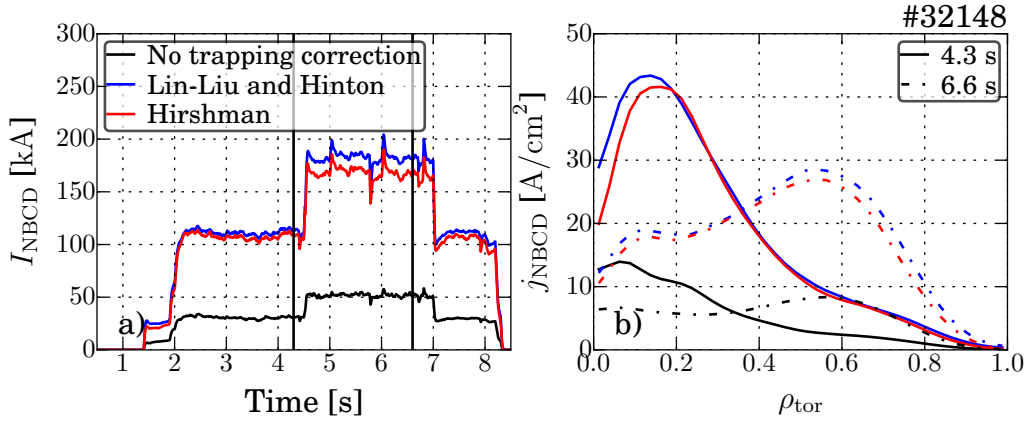 #32148
300
250
200
150
100
50
0
I_NBCD [kA]
No trapping correction
Lin-Liu and Hinton
Hirshman
a)
1 2 3 4 5 6 7 8
Time [s]
50
40
30
20
10
0
j_NBCD [A/cm^2]
4.3 s
6.6 s
b)
0.0 0.2 0.4 0.6 0.8 1.0
ρ_tor